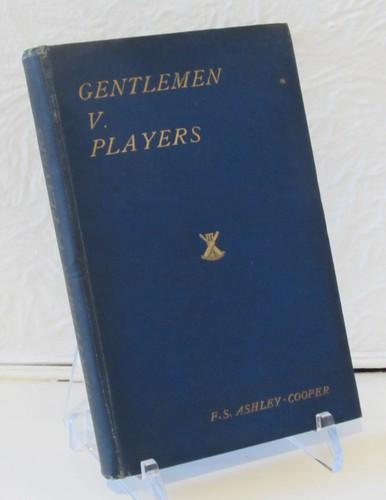 GENTLEMEN
V.
PLAYERS
F.S. ASHLEY-COOPER